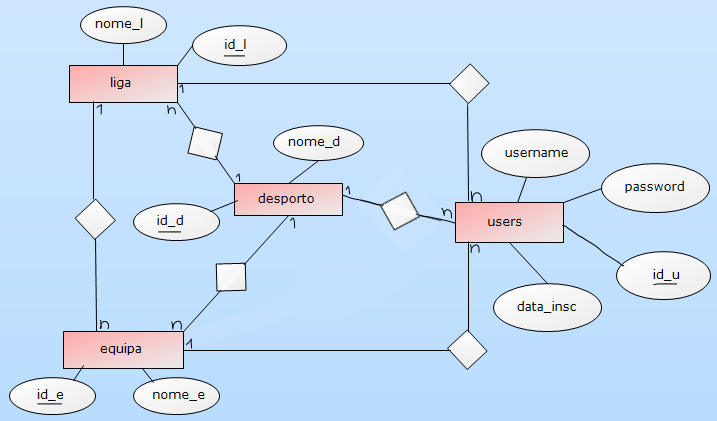 nome_l
id_l
liga
1
1
n
n
nome_d
username
password
1
desporto
1
id_d
n
users
1
n
id_u
data_insc
n
n
1
equipa
id_e
nome_e